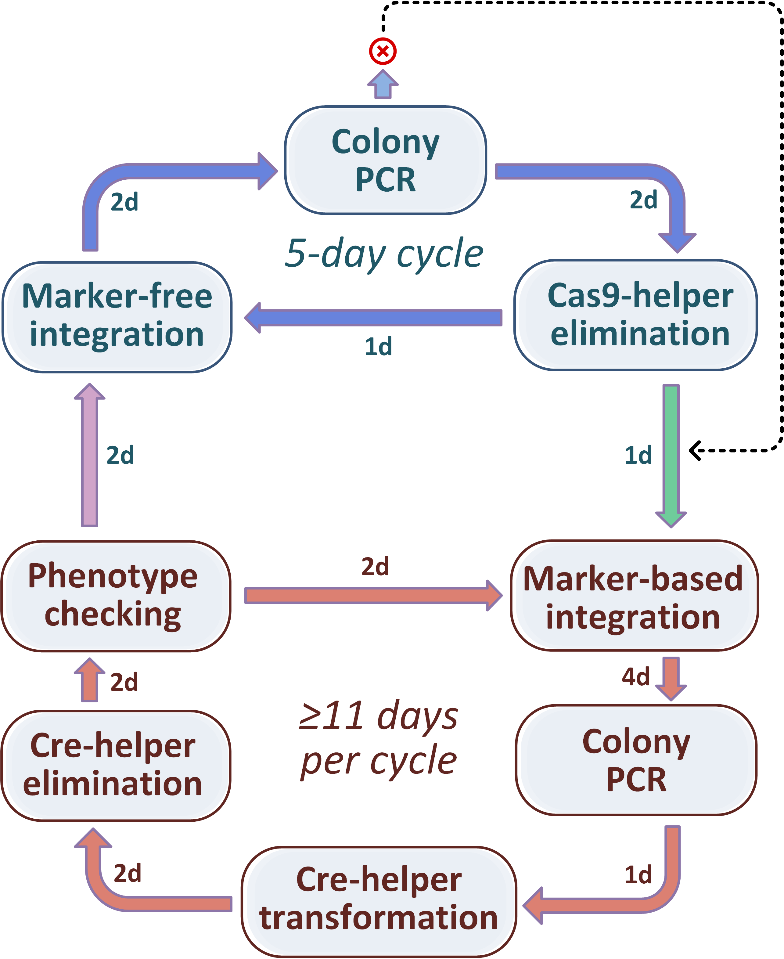 Colony
PCR
2d
2d
5-day cycle
Marker-free
integration
Cas9-helper
elimination
1d
2d
1d
Phenotype
checking
2d
Marker-based
integration
2d
4d
Cre-helper
elimination
≥11 days
per cycle
Colony
PCR
2d
1d
Cre-helper
transformation